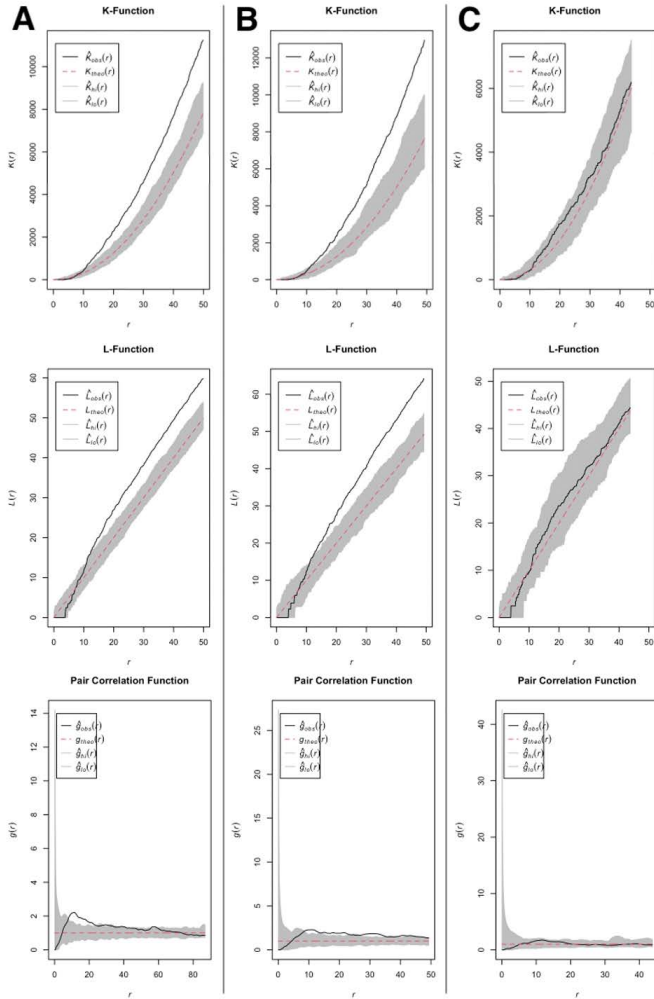 A
K-Function
K̂obs(r)
Ktheo(r)
K̂hi(r)
K̂lo(r)
K(r)
0 2000 4000 6000 8000 10000
0 10 20 30 40 50
r
L-Function
L̂obs(r)
Ltheo(r)
L̂hi(r)
L̂lo(r)
L(r)
0 10 20 30 40 50 60
0 10 20 30 40 50
r
Pair Correlation Function
ĝobs(r)
gtheo(r)
ĝhi(r)
ĝlo(r)
g(r)
0 2 4 6 8 10 12 14
0 20 40 60 80
r
B
K-Function
K̂obs(r)
Ktheo(r)
K̂hi(r)
K̂lo(r)
K(r)
0 2000 4000 6000 8000 10000 12000
0 10 20 30 40 50
r
L-Function
L̂obs(r)
Ltheo(r)
L̂hi(r)
L̂lo(r)
L(r)
0 10 20 30 40 50 60
0 10 20 30 40 50
r
Pair Correlation Function
ĝobs(r)
gtheo(r)
ĝhi(r)
ĝlo(r)
g(r)
0 5 10 15 20 25
0 10 20 30 40 50
r
C
K-Function
K̂obs(r)
Ktheo(r)
K̂hi(r)
K̂lo(r)
K(r)
0 2000 4000 6000
0 10 20 30 40 50
r
L-Function
L̂obs(r)
Ltheo(r)
L̂hi(r)
L̂lo(r)
L(r)
0 10 20 30 40 50
0 10 20 30 40 50
r
Pair Correlation Function
ĝobs(r)
gtheo(r)
ĝhi(r)
ĝlo(r)
g(r)
0 10 20 30 40
0 10 20 30 40 50
r